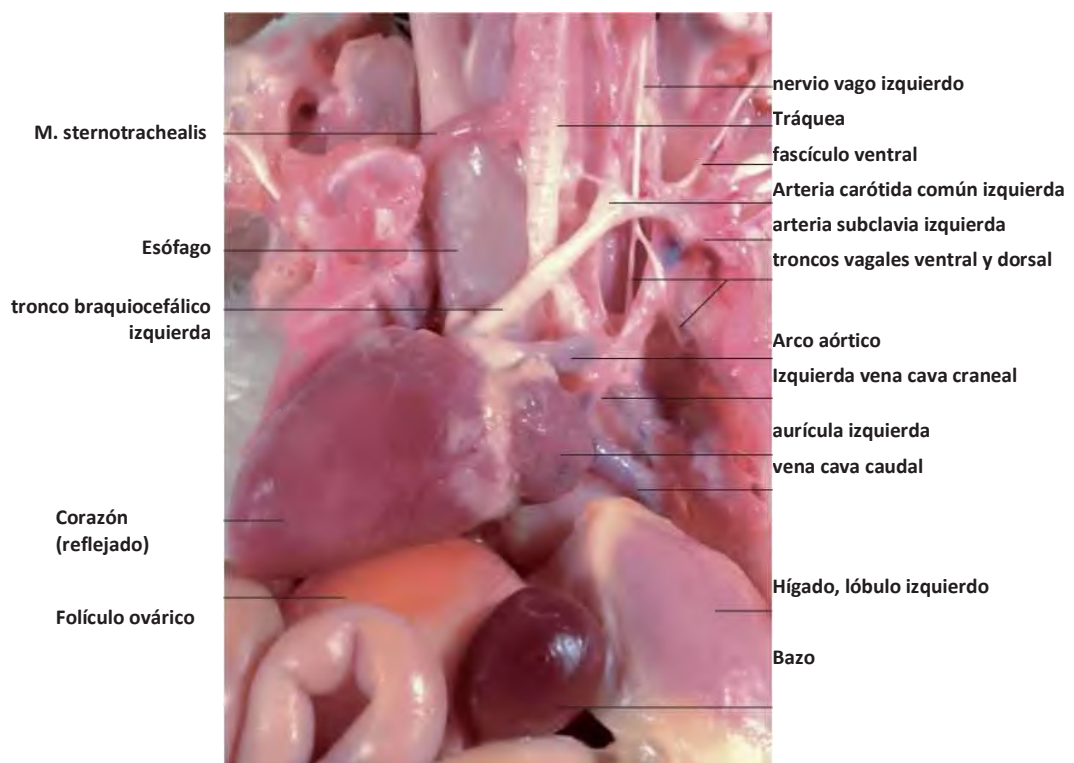 M. sternotrachealis
Esófago
tronco braquiocefálico
izquierda
Corazón
(reflejado)
Folículo ovárico
nervio vago izquierdo
Tráquea
fascículo ventral
Arteria carótida común izquierda
arteria subclavia izquierda
troncos vagales ventral y dorsal
Arco aórtico
Izquierda vena cava craneal
aurícula izquierda
vena cava caudal
Hígado, lóbulo izquierdo
Bazo